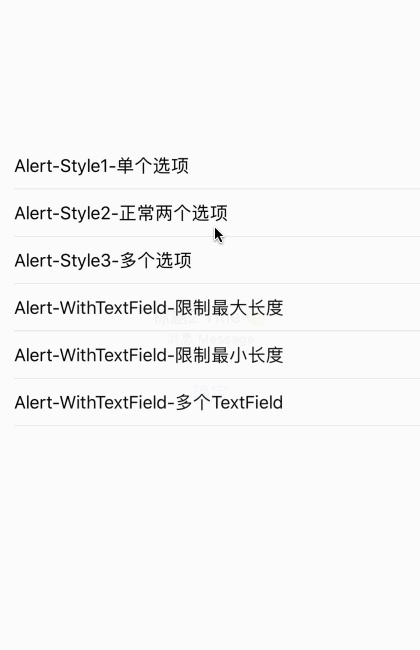 Alert-Style1-单个选项
Alert-Style2-正常两个选项
Alert-Style3-多个选项
Alert-WithTextField-限制最大长度
Alert-WithTextField-限制最小长度
Alert-WithTextField-多个TextField